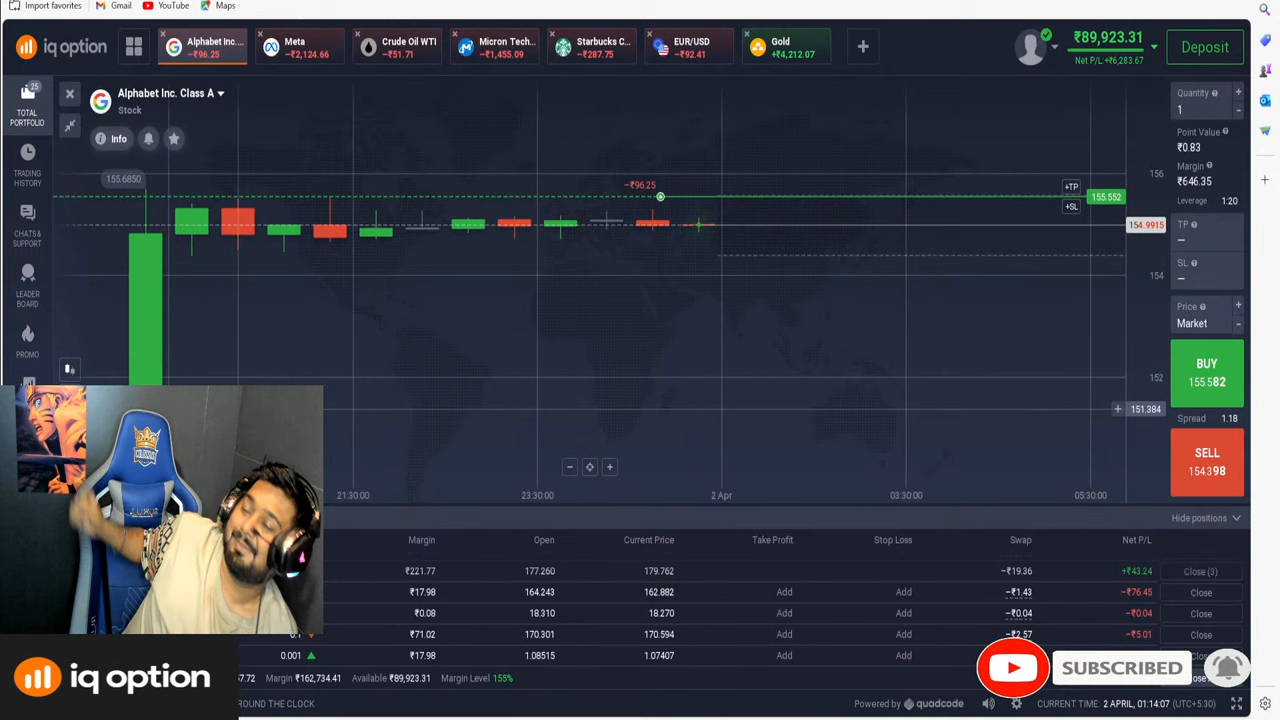 Import favorites
Gmail
YouTube
Maps
iq option
Alphabet Inc....
−₹96.25
Meta
−₹2,124.66
Crude Oil WTI
−₹51.71
Micron Tech...
−₹1,455.09
Starbucks C...
−₹287.75
EUR/USD
−₹92.41
Gold
+₹4,212.07
₹89,923.31
Net P/L: +₹6,283.67
Deposit
25
TOTAL
PORTFOLIO
TRADING
HISTORY
CHATS &
SUPPORT
LEADER
BOARD
PROMO
Alphabet Inc. Class A
Stock
Info
155.6850
−₹96.25
+TP
+SL
156
155.552
154.9915
154
152
151.384
21:30:00
23:30:00
2 Apr
03:30:00
05:30:00
Quantity
1
Point Value
₹0.83
Margin
₹646.35
Leverage 1:20
TP
−
SL
−
Price
Market
BUY
155.582
Spread 1.18
SELL
154.398
Hide positions
Margin Open Current Price Take Profit Stop Loss Swap Net P/L
₹221.77 177.260 179.762 −₹19.36 +₹43.24 Close (3)
₹17.98 164.243 162.882 Add Add −₹1.43 −₹76.45 Close
₹0.08 18.310 18.270 Add Add −₹0.04 −₹0.04 Close
0.1 ₹71.02 170.301 170.594 Add Add −₹2.57 −₹5.01 Close
0.001 ₹17.98 1.08515 1.07407 Add Add
7.72 Margin ₹162,734.41 Available ₹89,923.31 Margin Level 155%
SUBSCRIBED
iq option
ROUND THE CLOCK
Powered by quadcode
CURRENT TIME: 2 APRIL, 01:14:07 (UTC+5:30)